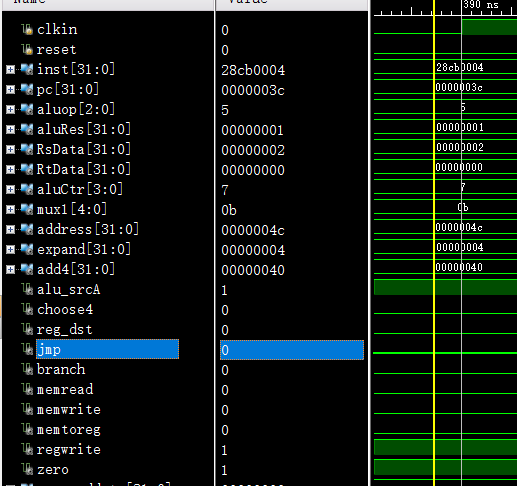 390 ns
clkin 0
reset 0
inst[31:0] 28cb0004 28cb0004
pc[31:0] 0000003c 0000003c
aluop[2:0] 5 5
aluRes[31:0] 00000001 00000001
RsData[31:0] 00000002 00000002
RtData[31:0] 00000000 00000000
aluCtr[3:0] 7 7
mux1[4:0] 0b 0b
address[31:0] 0000004c 0000004c
expand[31:0] 00000004 00000004
add4[31:0] 00000040 00000040
alu_srcA 1
choose4 0
reg_dst 0
jmp 0
branch 0
memread 0
memwrite 0
memtoreg 0
regwrite 1
zero 1